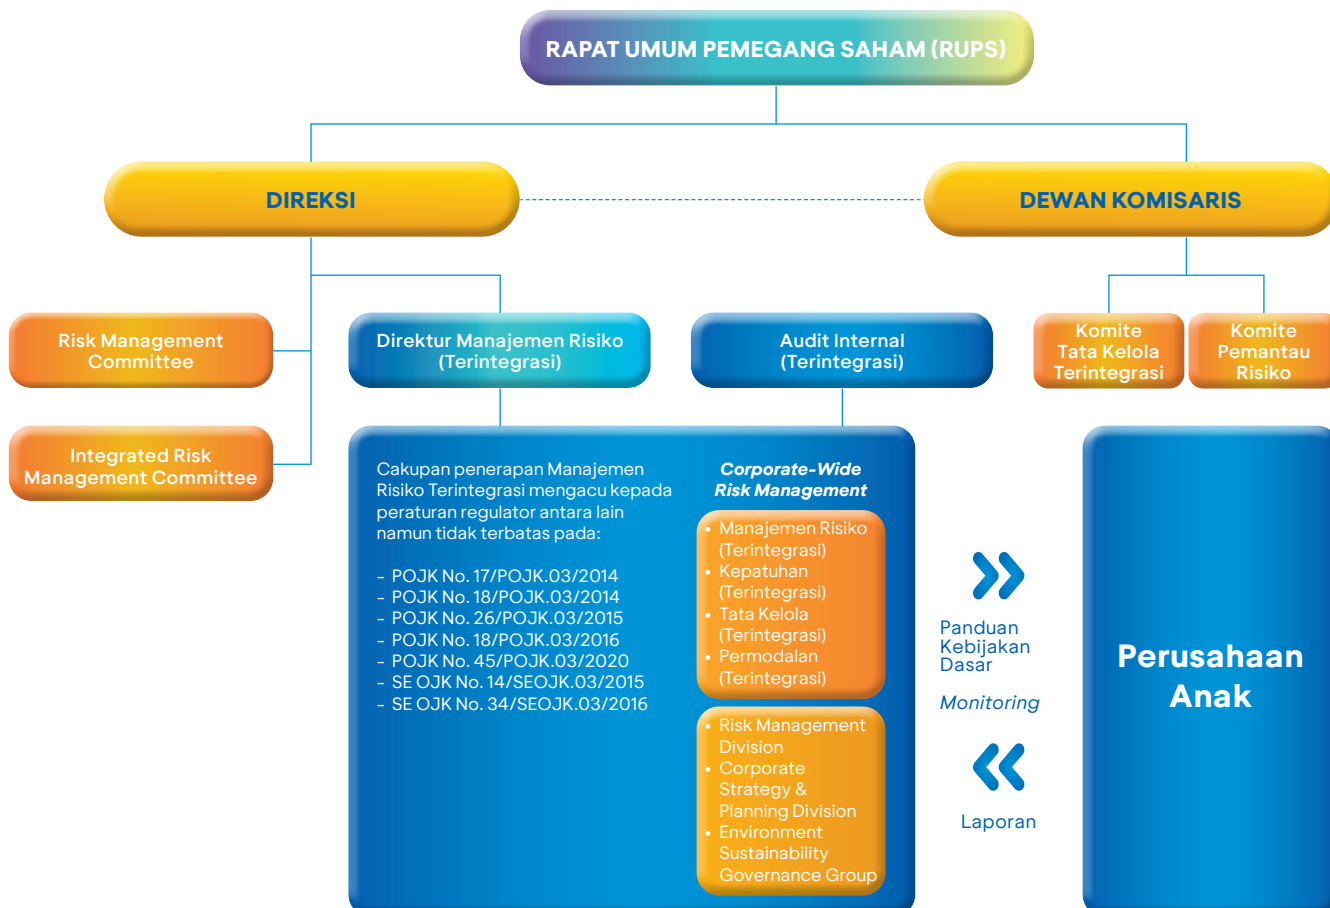 RAPAT UMUM PEMEGANG SAHAM (RUPS)
DIREKSI
DEWAN KOMISARIS
Risk Management
Committee
Integrated Risk
Management Committee
Direktur Manajemen Risiko
(Terintegrasi)
Audit Internal
(Terintegrasi)
Komite
Tata Kelola
Terintegrasi
Komite
Pemantau
Risiko
Cakupan penerapan Manajemen
Risiko Terintegrasi mengacu kepada
peraturan regulator antara lain
namun tidak terbatas pada:
- POJK No. 17/POJK.03/2014
- POJK No. 18/POJK.03/2014
- POJK No. 26/POJK.03/2015
- POJK No. 18/POJK.03/2016
- POJK No. 45/POJK.03/2020
- SE OJK No. 14/SEOJK.03/2015
- SE OJK No. 34/SEOJK.03/2016
Corporate-Wide
Risk Management
• Manajemen Risiko
(Terintegrasi)
• Kepatuhan
(Terintegrasi)
• Tata Kelola
(Terintegrasi)
• Permodalan
(Terintegrasi)
• Risk Management
Division
• Corporate
Strategy &
Planning Division
• Environment
Sustainability
Governance Group
Panduan
Kebijakan
Dasar
Monitoring
Laporan
Perusahaan
Anak